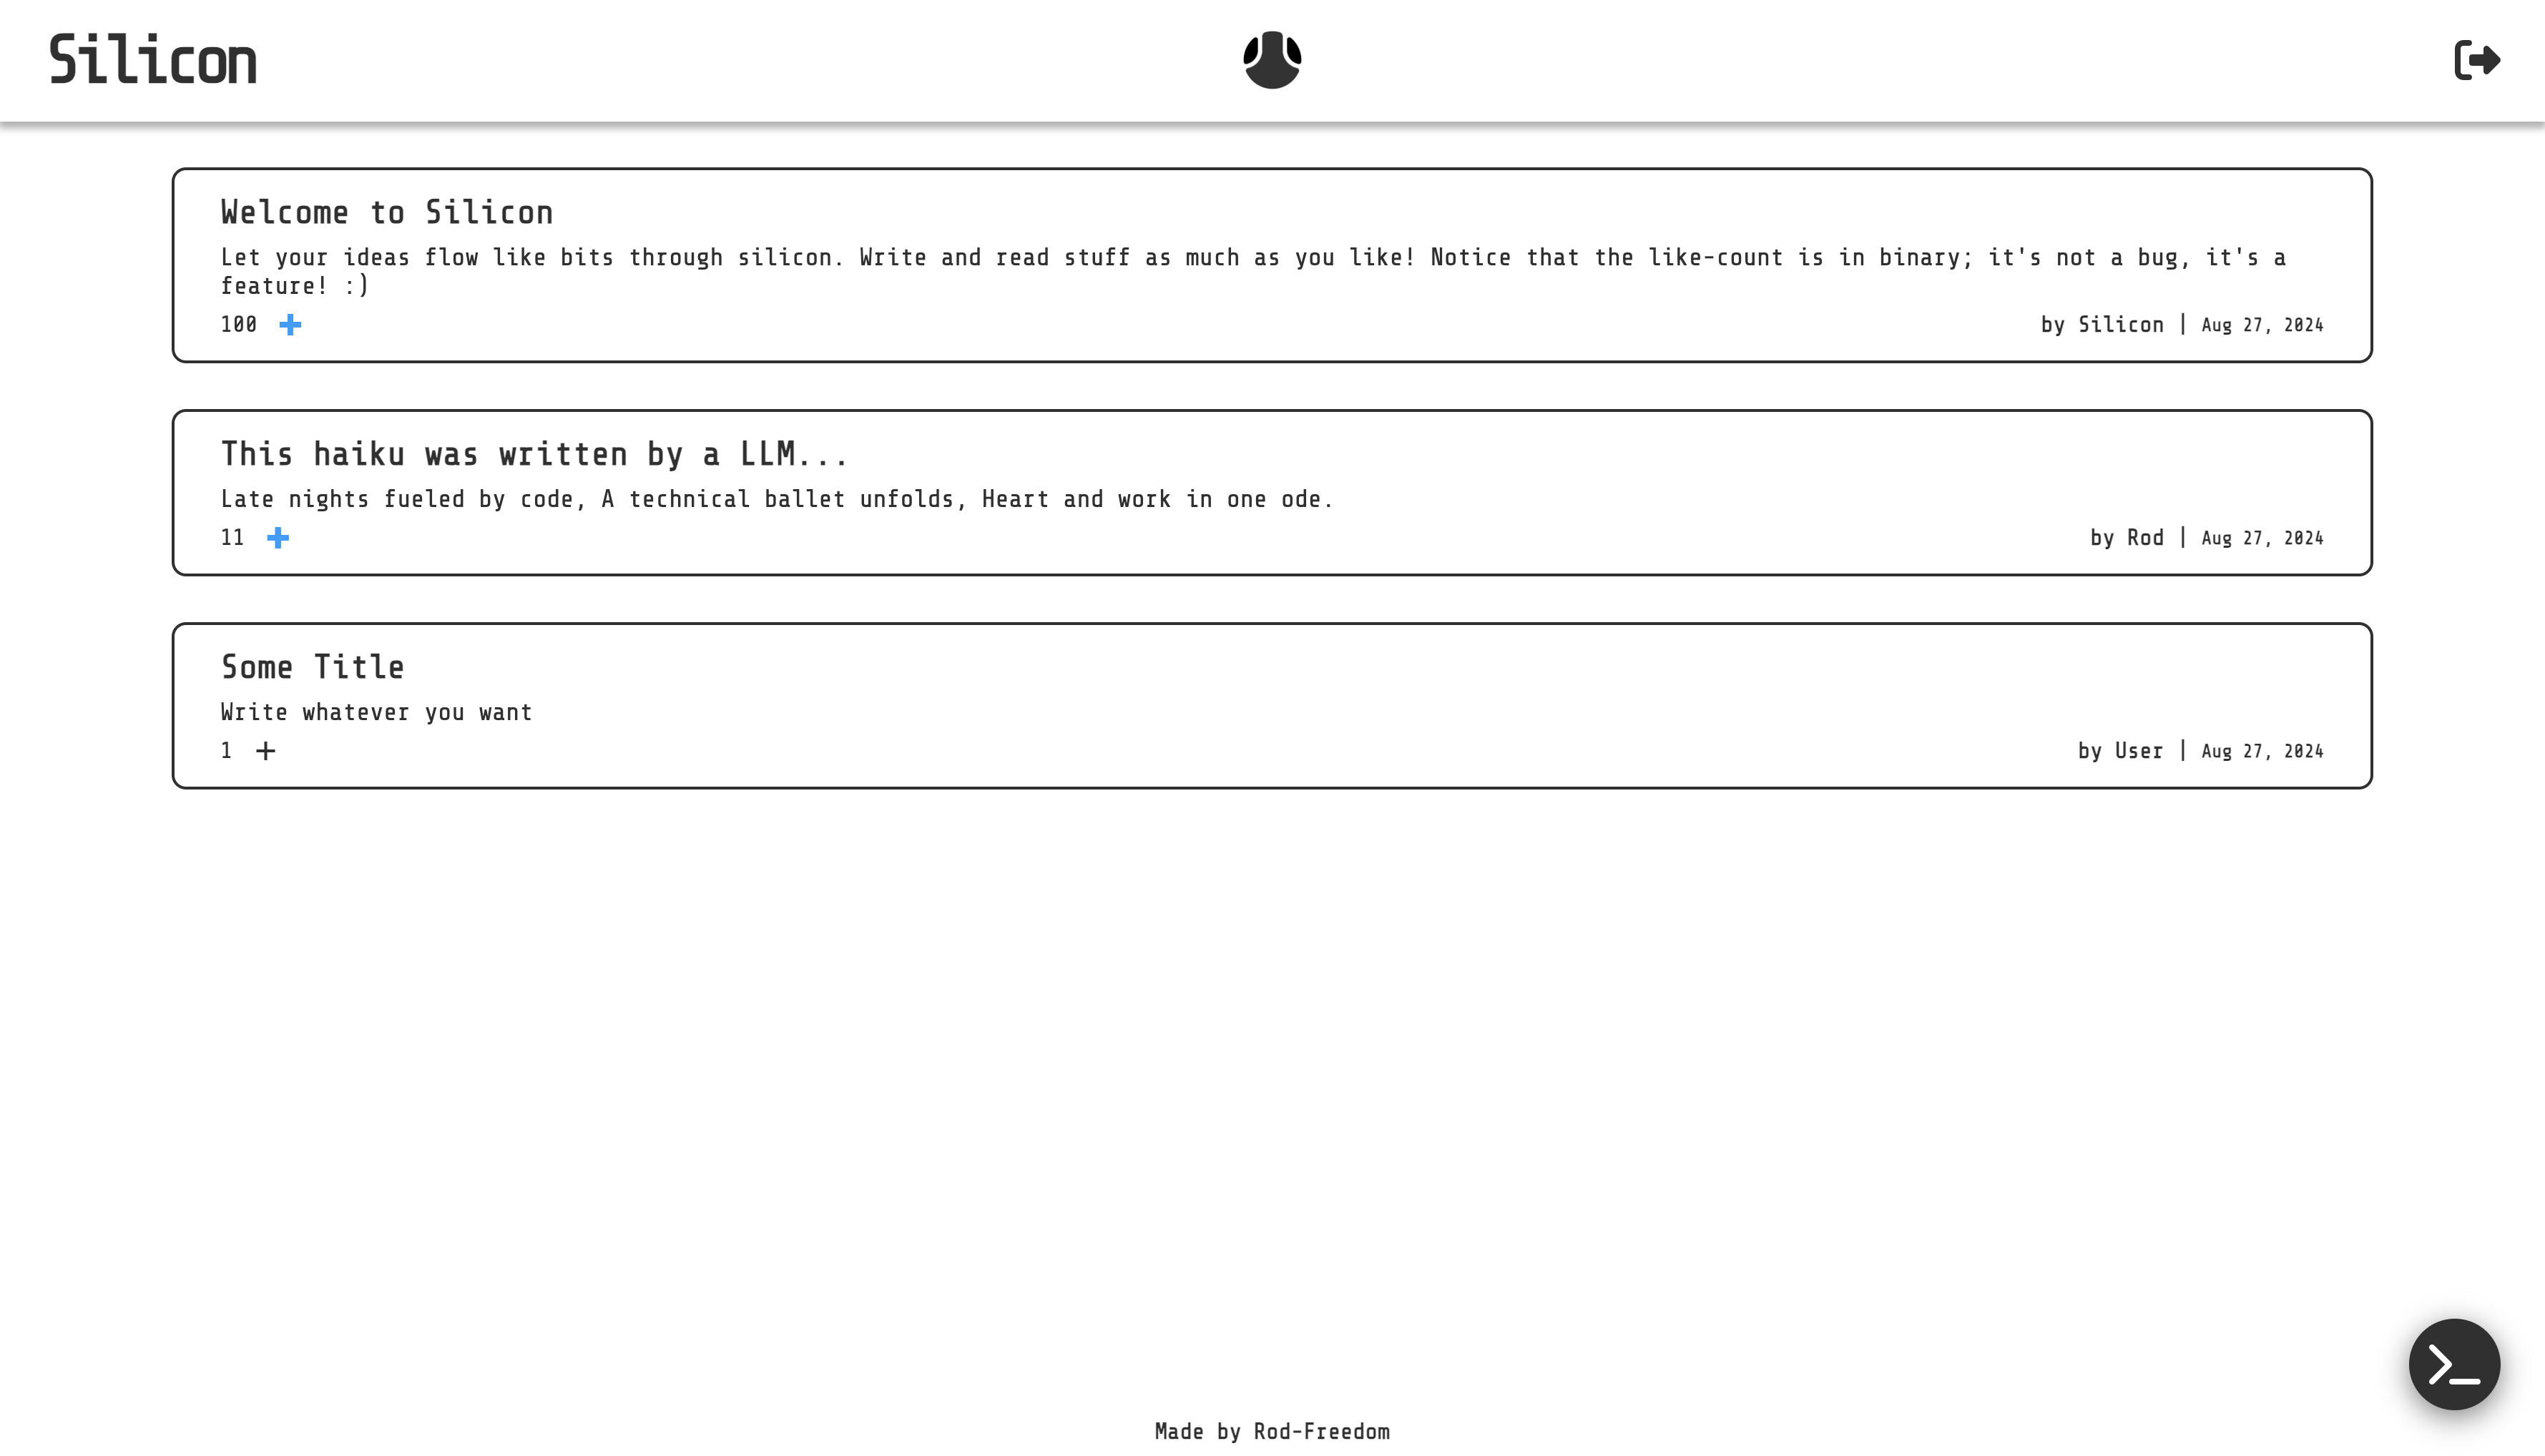 Silicon
Welcome to Silicon
Let your ideas flow like bits through silicon. Write and read stuff as much as you like! Notice that the like-count is in binary; it's not a bug, it's a
feature! :)
100 by Silicon | Aug 27, 2024
This haiku was written by a LLM...
Late nights fueled by code, A technical ballet unfolds, Heart and work in one ode.
11 by Rod | Aug 27, 2024
Some Title
Write whatever you want
1 by User | Aug 27, 2024
Made by Rod-Freedom